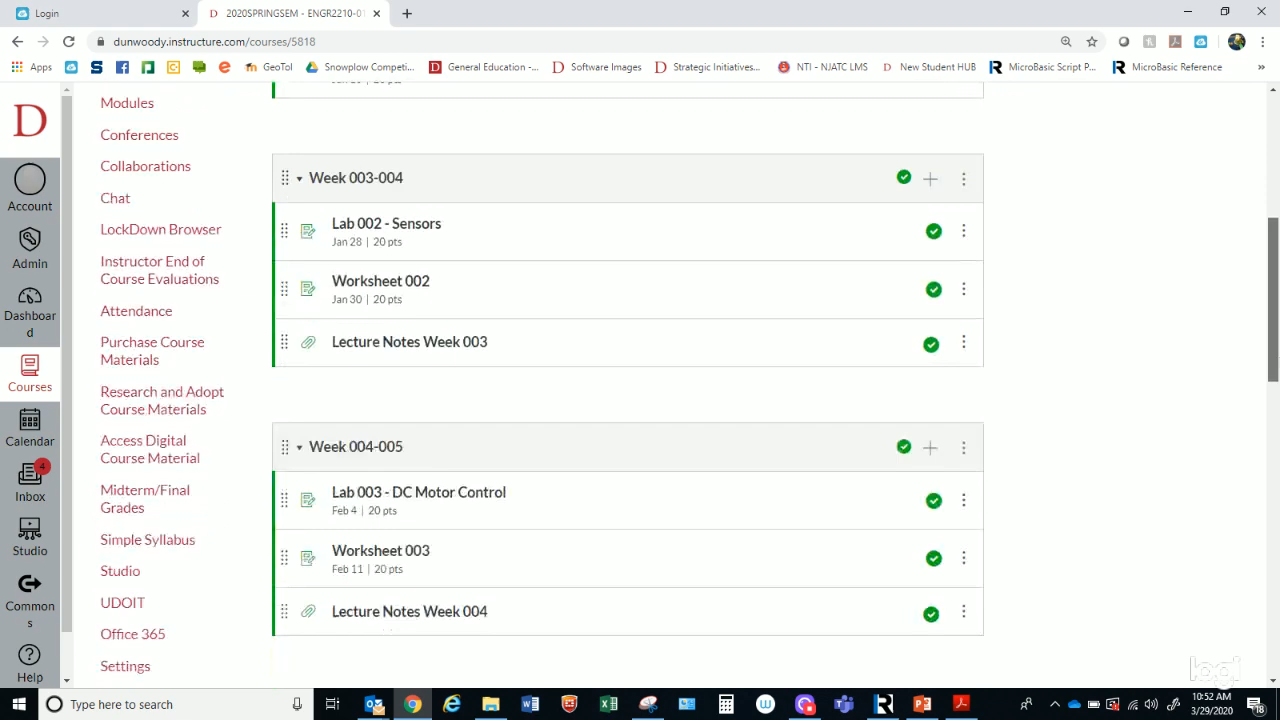 Login
2020SPRINGSEM - ENGR2210-01
dunwoody.instructure.com/courses/5818
Apps
GeoTol
Snowplow Competi...
General Education -...
Software Images
Strategic Initiatives...
NTI - NJATC LMS
New Student HUB
MicroBasic Script P...
MicroBasic Reference
»
D
Account
Admin
Dashboar
d
Courses
Calendar
4
Inbox
Studio
Common
s
Help
Modules
Conferences
Collaborations
Chat
LockDown Browser
Instructor End of
Course Evaluations
Attendance
Purchase Course
Materials
Research and Adopt
Course Materials
Access Digital
Course Material
Midterm/Final
Grades
Simple Syllabus
Studio
UDOIT
Office 365
Settings
Week 003-004
Lab 002 - Sensors
Jan 28 | 20 pts
Worksheet 002
Jan 30 | 20 pts
Lecture Notes Week 003
Week 004-005
Lab 003 - DC Motor Control
Feb 4 | 20 pts
Worksheet 003
Feb 11 | 20 pts
Lecture Notes Week 004
logi
Type here to search
10:52 AM
3/29/2020
18